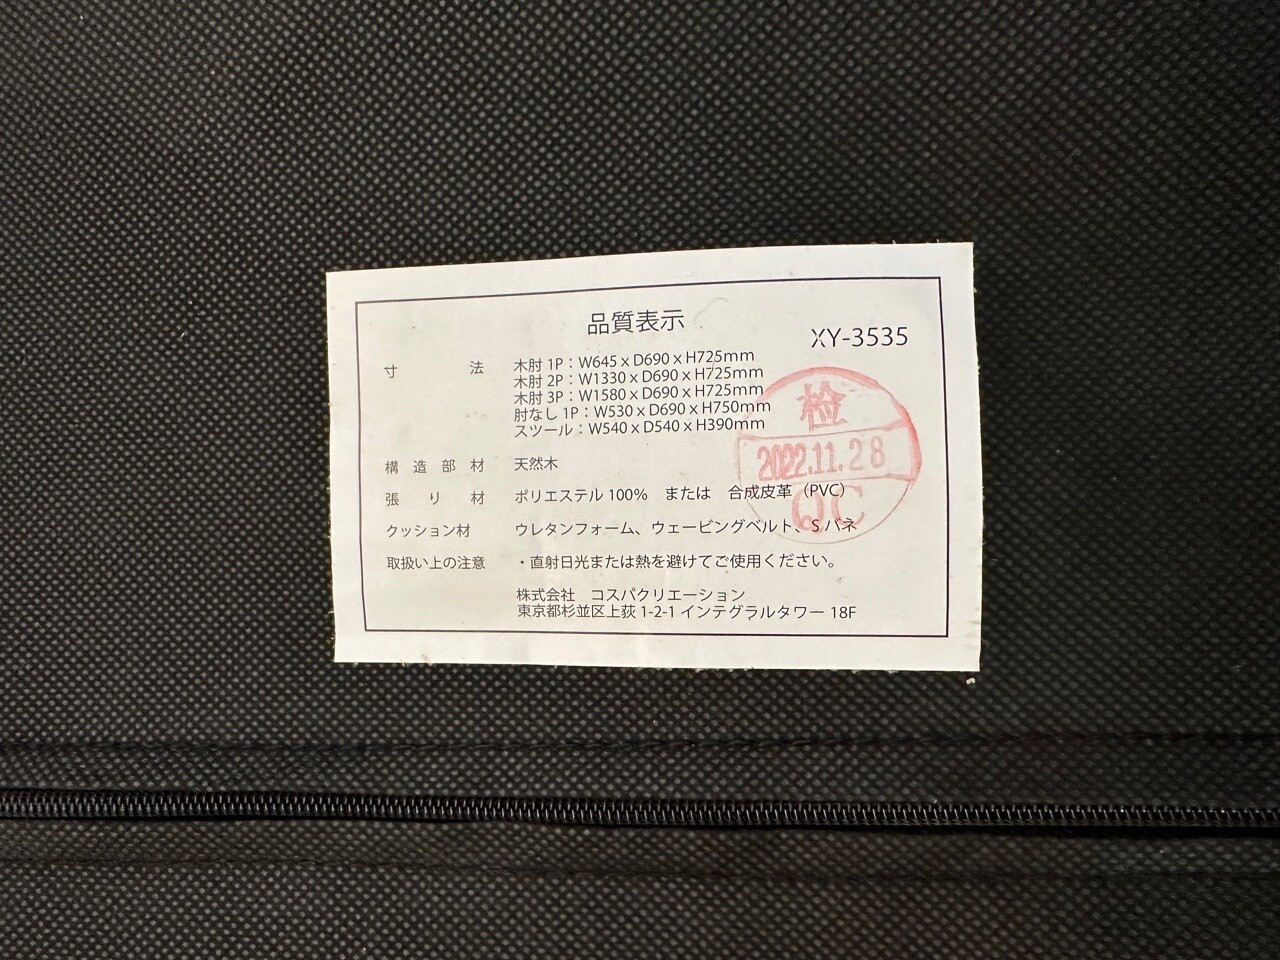 品質表示
XY-3535
寸法 木肘 1P：W645 x D690 x H725mm
木肘 2P：W1330 x D690 x H725mm
木肘 3P：W1580 x D690 x H725mm
肘なし 1P：W530 x D690 x H750mm
スツール：W540 x D540 x H390mm
検
2022.11.28
QC
構造部材 天然木
張り材 ポリエステル 100% または 合成皮革（PVC）
クッション材 ウレタンフォーム、ウェービングベルト、S バネ
取扱い上の注意 ・直射日光または熱を避けてご使用ください。
株式会社 コスパクリエーション
東京都杉並区上荻 1-2-1 インテグラルタワー 18F